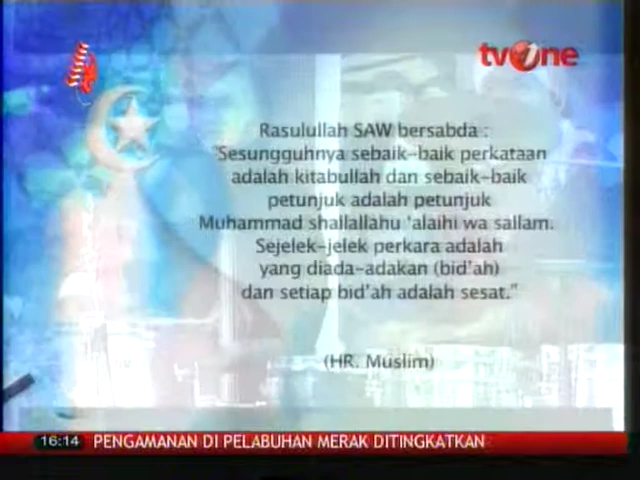 tvOne
Rasulullah SAW bersabda :
"Sesungguhnya sebaik-baik perkataan
adalah kitabullah dan sebaik-baik
petunjuk adalah petunjuk
Muhammad shallallahu 'alaihi wa sallam.
Sejelek-jelek perkara adalah
yang diada-adakan (bid'ah)
dan setiap bid'ah adalah sesat."
(HR. Muslim)
16:14 PENGAMANAN DI PELABUHAN MERAK DITINGKATKAN